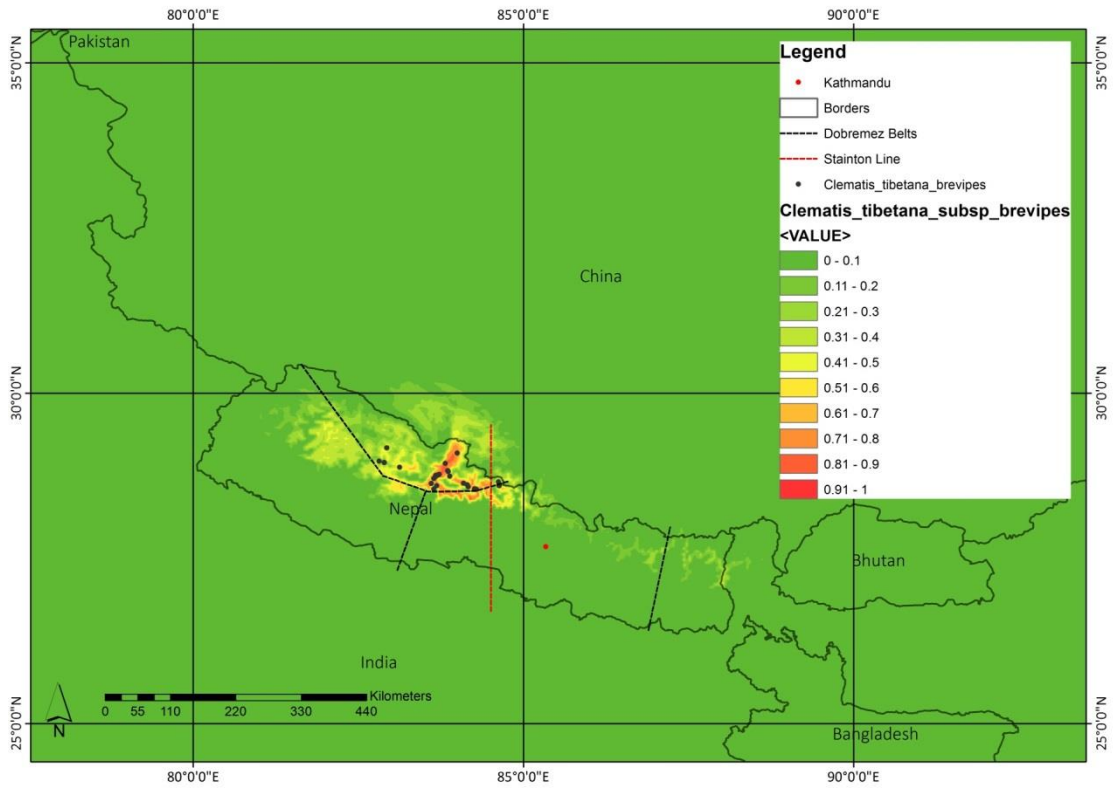 80°0'0"E 85°0'0"E 90°0'0"E
Pakistan
35°0'0"N 35°0'0"N
Legend
Kathmandu
Borders
Dobremez Belts
Stainton Line
Clematis_tibetana_brevipes
Clematis_tibetana_subsp_brevipes
<VALUE>
0 - 0.1
0.11 - 0.2
0.21 - 0.3
0.31 - 0.4
0.41 - 0.5
0.51 - 0.6
0.61 - 0.7
0.71 - 0.8
0.81 - 0.9
0.91 - 1
China
30°0'0"N 30°0'0"N
Nepal
Bhutan
India
Kilometers
0 55 110 220 330 440
N
25°0'0"N 25°0'0"N
Bangladesh
80°0'0"E 85°0'0"E 90°0'0"E